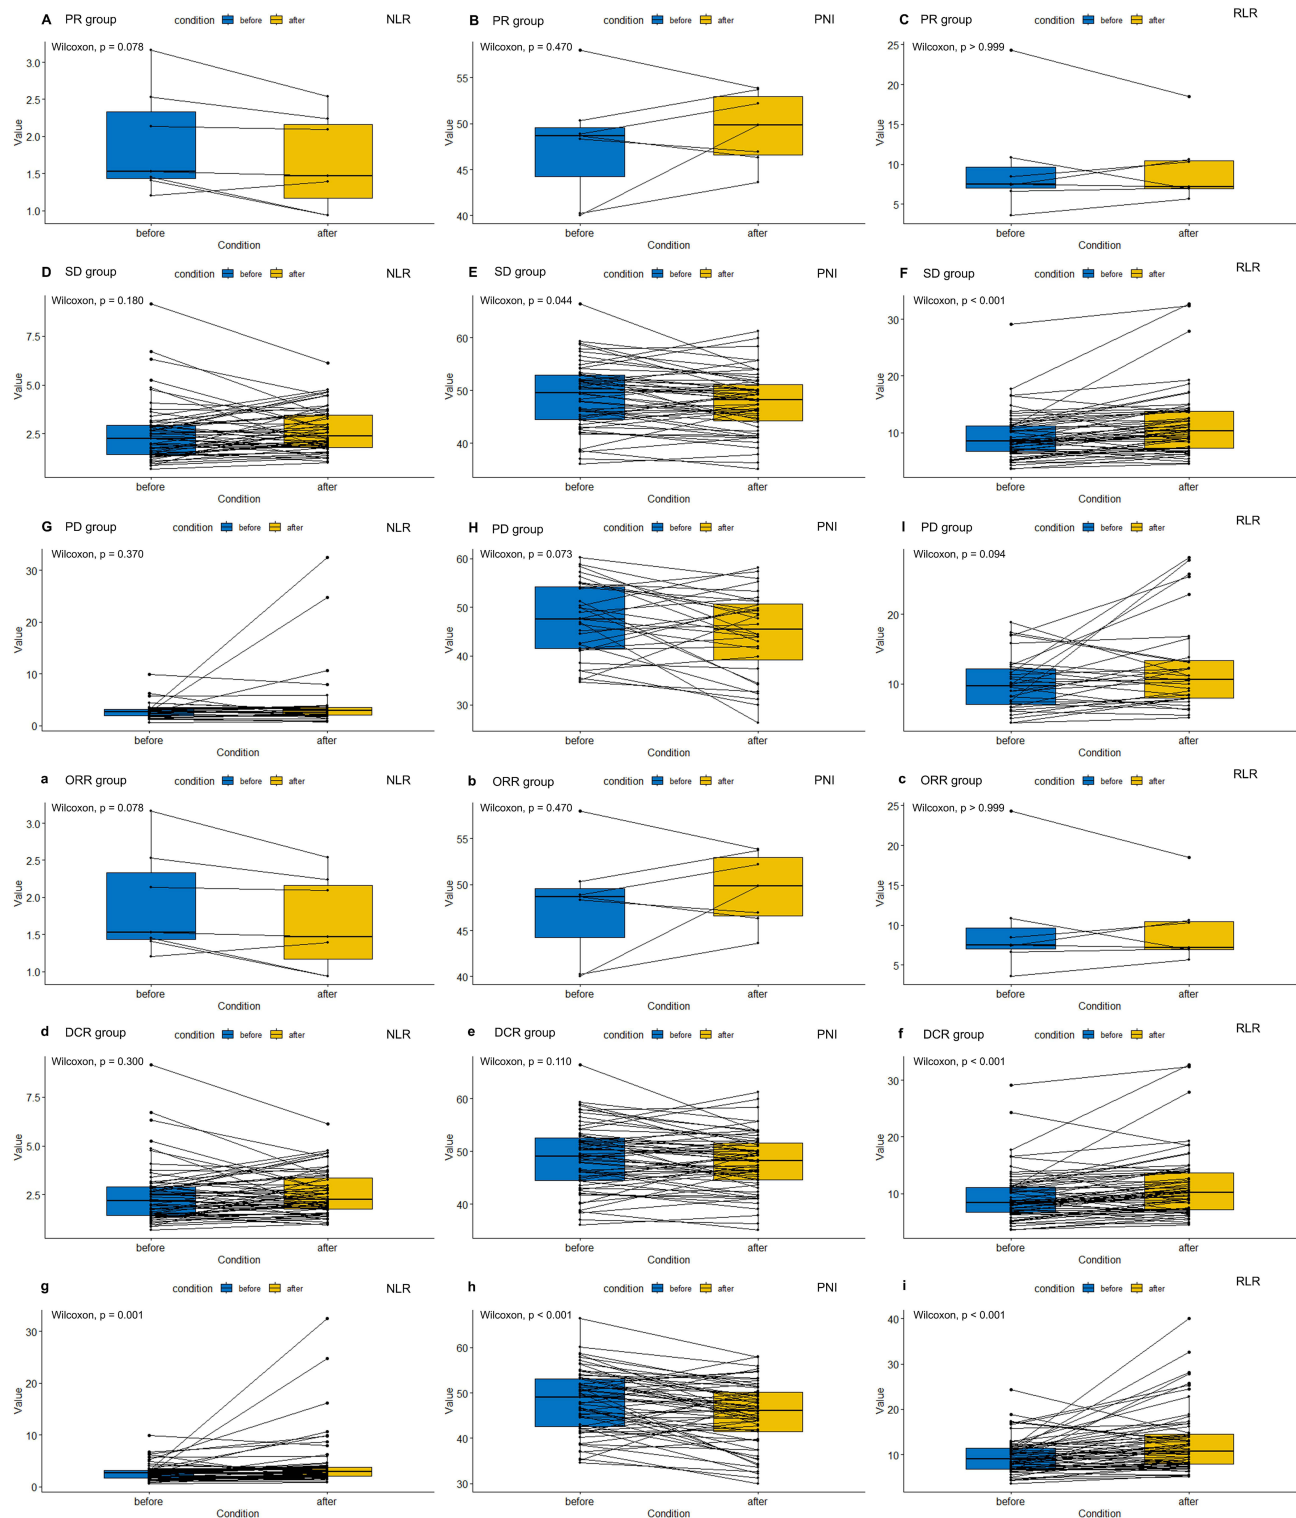 A PR group condition before after NLR
Wilcoxon, p = 0.078
Value
3.0
2.5
2.0
1.5
1.0
before after
Condition
B PR group condition before after PNI
Wilcoxon, p = 0.470
Value
55
50
45
40
before after
Condition
C PR group condition before after RLR
Wilcoxon, p > 0.999
Value
25
20
15
10
5
before after
Condition
D SD group condition before after NLR
Wilcoxon, p = 0.180
Value
7.5
5.0
2.5
before after
Condition
E SD group condition before after PNI
Wilcoxon, p = 0.044
Value
60
50
40
before after
Condition
F SD group condition before after RLR
Wilcoxon, p < 0.001
Value
30
20
10
before after
Condition
G PD group condition before after NLR
Wilcoxon, p = 0.370
Value
30
20
10
0
before after
Condition
H PD group condition before after PNI
Wilcoxon, p = 0.073
Value
60
50
40
30
before after
Condition
I PD group condition before after RLR
Wilcoxon, p = 0.094
Value
20
10
before after
Condition
a ORR group condition before after NLR
Wilcoxon, p = 0.078
Value
3.0
2.5
2.0
1.5
1.0
before after
Condition
b ORR group condition before after PNI
Wilcoxon, p = 0.470
Value
55
50
45
40
before after
Condition
c ORR group condition before after RLR
Wilcoxon, p > 0.999
Value
25
20
15
10
5
before after
Condition
d DCR group condition before after NLR
Wilcoxon, p = 0.300
Value
7.5
5.0
2.5
before after
Condition
e DCR group condition before after PNI
Wilcoxon, p = 0.110
Value
60
50
40
before after
Condition
f DCR group condition before after RLR
Wilcoxon, p < 0.001
Value
30
20
10
before after
Condition
g condition before after NLR
Wilcoxon, p = 0.001
Value
30
20
10
0
before after
Condition
h condition before after PNI
Wilcoxon, p < 0.001
Value
60
50
40
30
before after
Condition
i condition before after RLR
Wilcoxon, p < 0.001
Value
40
30
20
10
before after
Condition